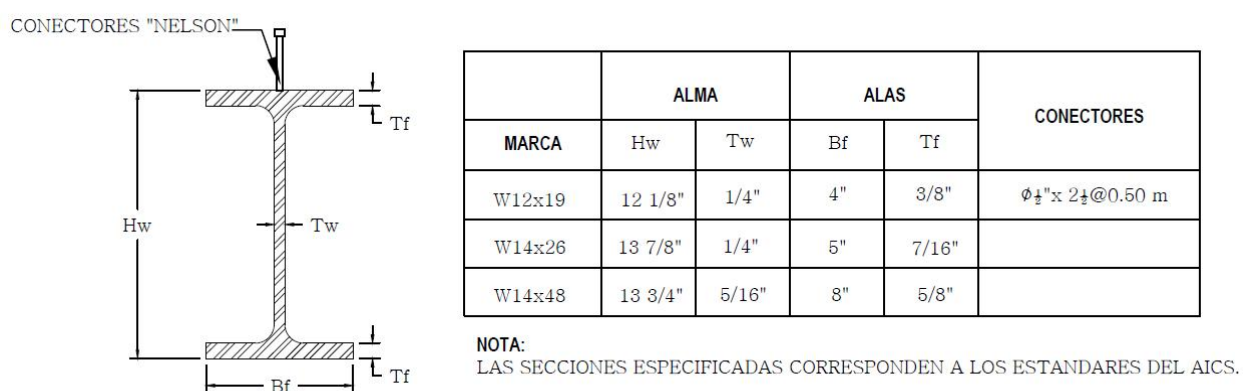 CONECTORES "NELSON"
Tf
Hw
Tw
Tf
Bf
ALMA ALAS CONECTORES
MARCA Hw Tw Bf Tf
W12x19 12 1/8" 1/4" 4" 3/8" Φ½"x 2½@0.50 m
W14x26 13 7/8" 1/4" 5" 7/16"
W14x48 13 3/4" 5/16" 8" 5/8"
NOTA:
LAS SECCIONES ESPECIFICADAS CORRESPONDEN A LOS ESTANDARES DEL AICS.